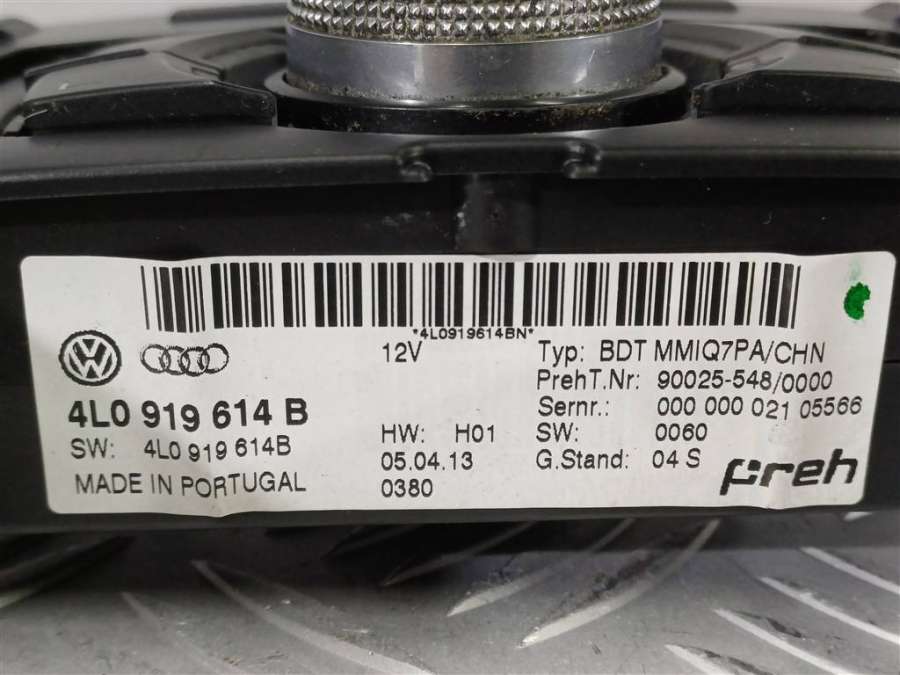 *4L0919614BN*
12V
Typ: BDT MMIQ7PA/CHN
PrehT.Nr: 90025-548/0000
4L0 919 614 B
Sernr.: 000 000 021 05566
SW: 4L0 919 614B
HW: H01
SW: 0060
05.04.13
G.Stand: 04 S
MADE IN PORTUGAL
0380
preh